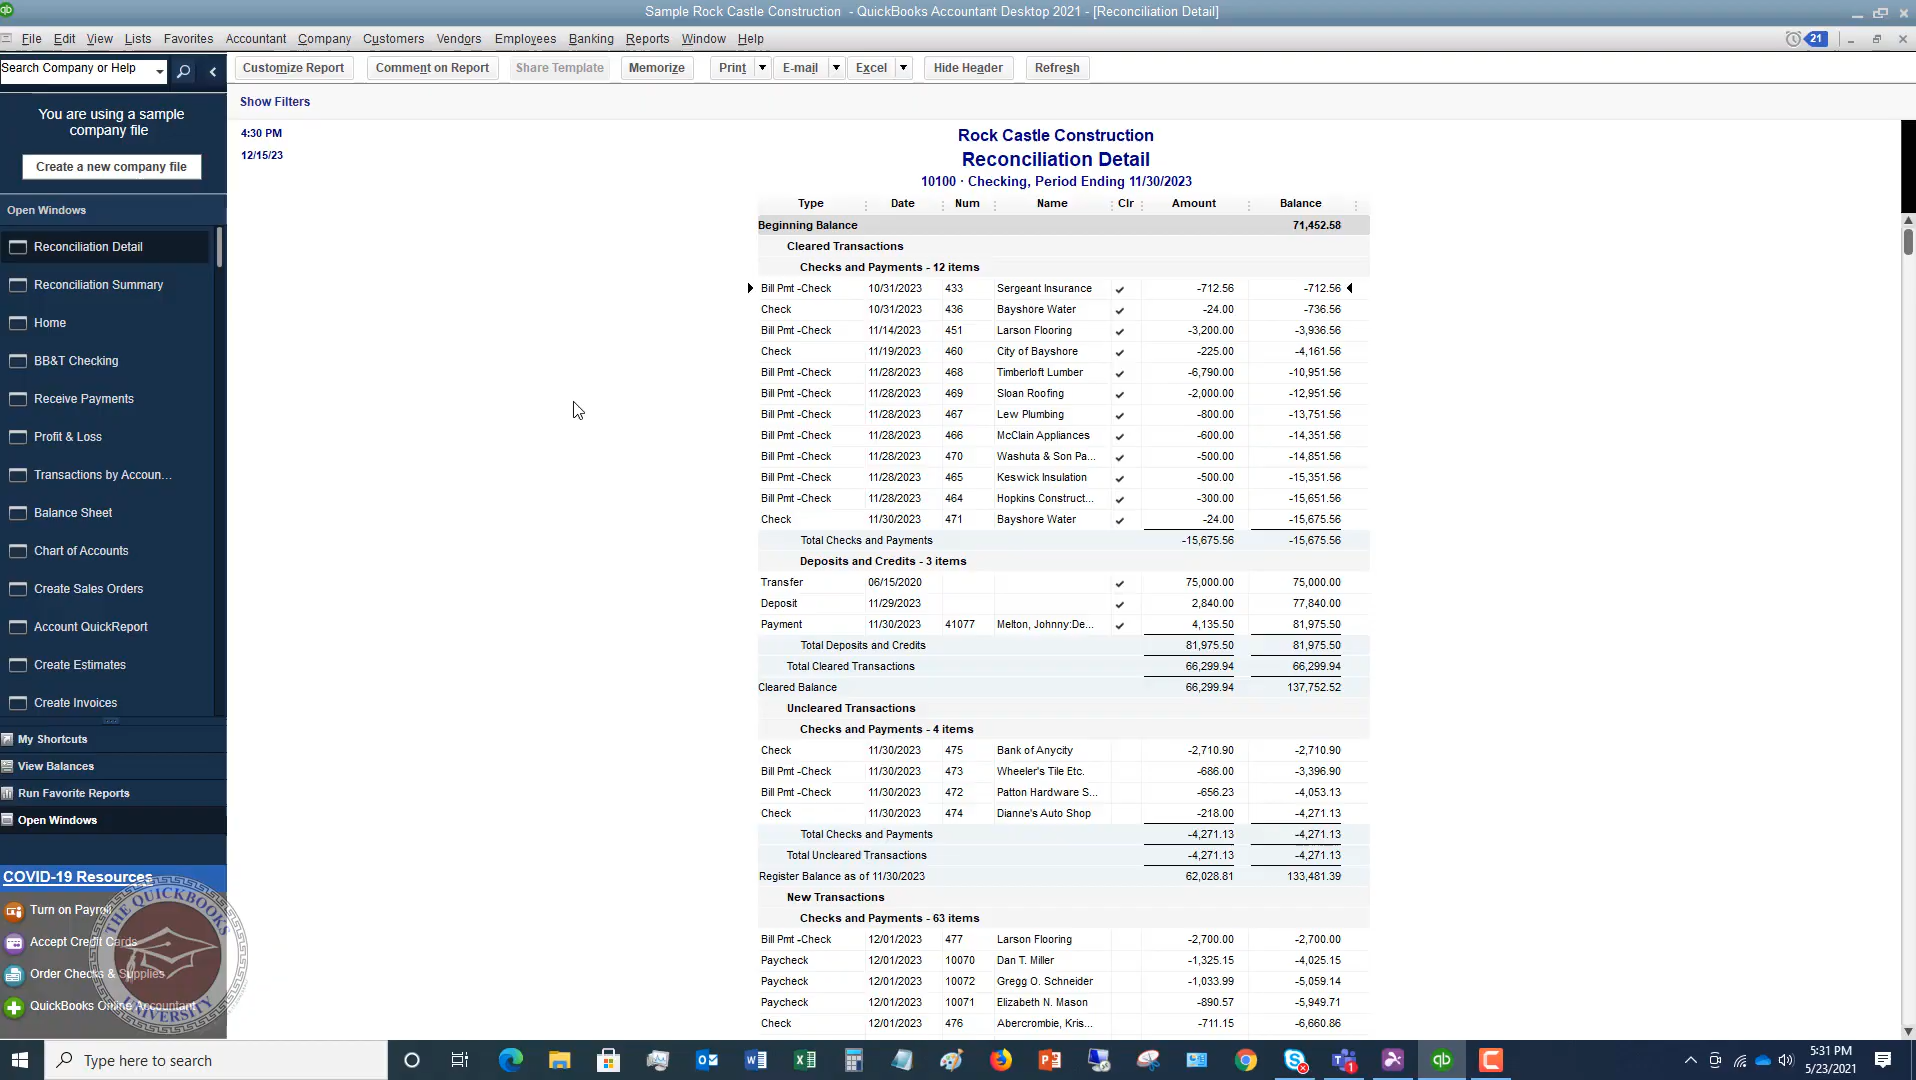 Sample Rock Castle Construction - QuickBooks Accountant Desktop 2021 - [Reconciliation Detail]
File Edit View Lists Favorites Accountant Company Customers Vendors Employees Banking Reports Window Help
21
Search Company or Help
Customize Report Comment on Report Share Template Memorize Print E-mail Excel Hide Header Refresh
Show Filters
You are using a sample
company file
Create a new company file
Open Windows
Reconciliation Detail
Reconciliation Summary
Home
BB&T Checking
Receive Payments
Profit & Loss
Transactions by Accoun...
Balance Sheet
Chart of Accounts
Create Sales Orders
Account QuickReport
Create Estimates
Create Invoices
My Shortcuts
View Balances
Run Favorite Reports
Open Windows
COVID-19 Resources
Turn on Payroll
Accept Credit Cards
Order Checks & Supplies
QuickBooks Online Accountant
THE QUICKBOOKS UNIVERSITY
4:30 PM
12/15/23
Rock Castle Construction
Reconciliation Detail
10100 · Checking, Period Ending 11/30/2023
Type Date Num Name Clr Amount Balance
Beginning Balance 71,452.58
Cleared Transactions
Checks and Payments - 12 items
Bill Pmt -Check 10/31/2023 433 Sergeant Insurance ✓ -712.56 -712.56
Check 10/31/2023 436 Bayshore Water ✓ -24.00 -736.56
Bill Pmt -Check 11/14/2023 451 Larson Flooring ✓ -3,200.00 -3,936.56
Check 11/19/2023 460 City of Bayshore ✓ -225.00 -4,161.56
Bill Pmt -Check 11/28/2023 468 Timberloft Lumber ✓ -6,790.00 -10,951.56
Bill Pmt -Check 11/28/2023 469 Sloan Roofing ✓ -2,000.00 -12,951.56
Bill Pmt -Check 11/28/2023 467 Lew Plumbing ✓ -800.00 -13,751.56
Bill Pmt -Check 11/28/2023 466 McClain Appliances ✓ -600.00 -14,351.56
Bill Pmt -Check 11/28/2023 470 Washuta & Son Pa... ✓ -500.00 -14,851.56
Bill Pmt -Check 11/28/2023 465 Keswick Insulation ✓ -500.00 -15,351.56
Bill Pmt -Check 11/28/2023 464 Hopkins Construct... ✓ -300.00 -15,651.56
Check 11/30/2023 471 Bayshore Water ✓ -24.00 -15,675.56
Total Checks and Payments -15,675.56 -15,675.56
Deposits and Credits - 3 items
Transfer 06/15/2020 ✓ 75,000.00 75,000.00
Deposit 11/29/2023 ✓ 2,840.00 77,840.00
Payment 11/30/2023 41077 Melton, Johnny:De... ✓ 4,135.50 81,975.50
Total Deposits and Credits 81,975.50 81,975.50
Total Cleared Transactions 66,299.94 66,299.94
Cleared Balance 66,299.94 137,752.52
Uncleared Transactions
Checks and Payments - 4 items
Check 11/30/2023 475 Bank of Anycity -2,710.90 -2,710.90
Bill Pmt -Check 11/30/2023 473 Wheeler's Tile Etc. -686.00 -3,396.90
Bill Pmt -Check 11/30/2023 472 Patton Hardware S... -656.23 -4,053.13
Check 11/30/2023 474 Dianne's Auto Shop -218.00 -4,271.13
Total Checks and Payments -4,271.13 -4,271.13
Total Uncleared Transactions -4,271.13 -4,271.13
Register Balance as of 11/30/2023 62,028.81 133,481.39
New Transactions
Checks and Payments - 63 items
Bill Pmt -Check 12/01/2023 477 Larson Flooring -2,700.00 -2,700.00
Paycheck 12/01/2023 10070 Dan T. Miller -1,325.15 -4,025.15
Paycheck 12/01/2023 10072 Gregg O. Schneider -1,033.99 -5,059.14
Paycheck 12/01/2023 10071 Elizabeth N. Mason -890.57 -5,949.71
Check 12/01/2023 476 Abercrombie, Kris... -711.15 -6,660.86
Type here to search
5:31 PM
5/23/2021